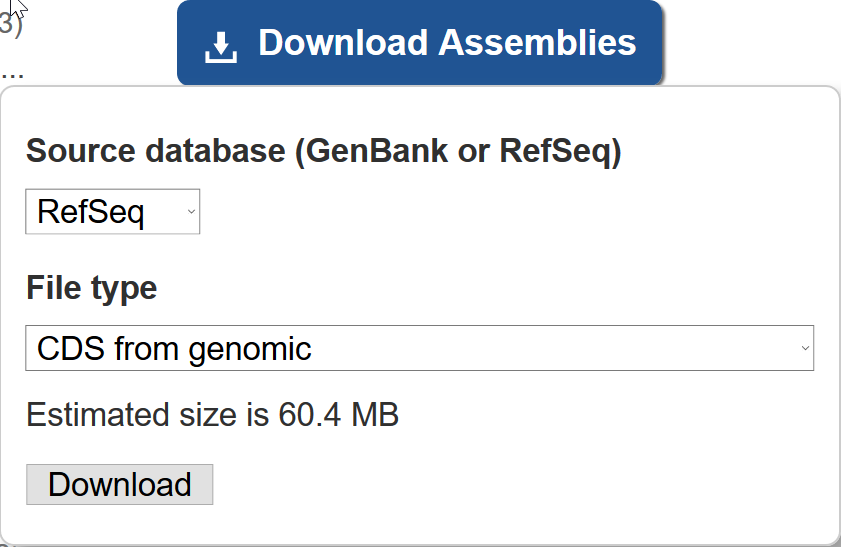 3)
...
Download Assemblies
Source database (GenBank or RefSeq)
RefSeq
File type
CDS from genomic
Estimated size is 60.4 MB
Download